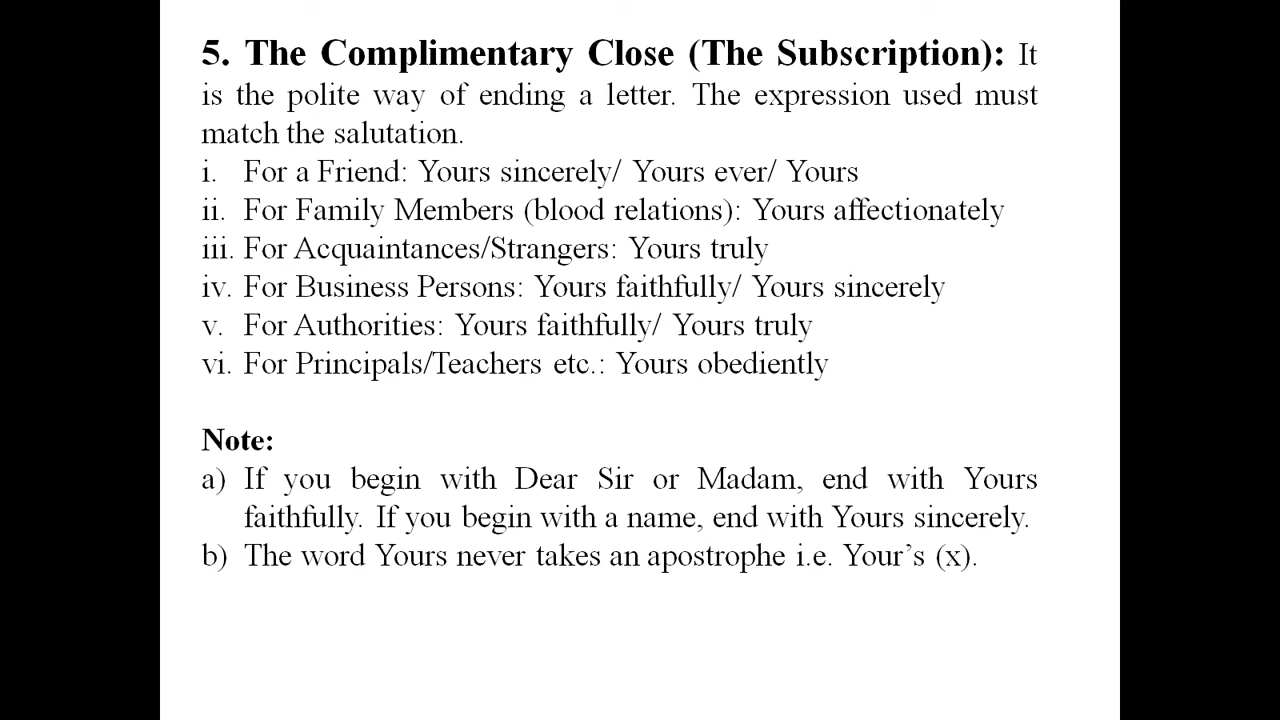 5. The Complimentary Close (The Subscription): It
is the polite way of ending a letter. The expression used must
match the salutation.
i. For a Friend: Yours sincerely/ Yours ever/ Yours
ii. For Family Members (blood relations): Yours affectionately
iii. For Acquaintances/Strangers: Yours truly
iv. For Business Persons: Yours faithfully/ Yours sincerely
v. For Authorities: Yours faithfully/ Yours truly
vi. For Principals/Teachers etc.: Yours obediently
Note:
a) If you begin with Dear Sir or Madam, end with Yours
faithfully. If you begin with a name, end with Yours sincerely.
b) The word Yours never takes an apostrophe i.e. Your’s (x).